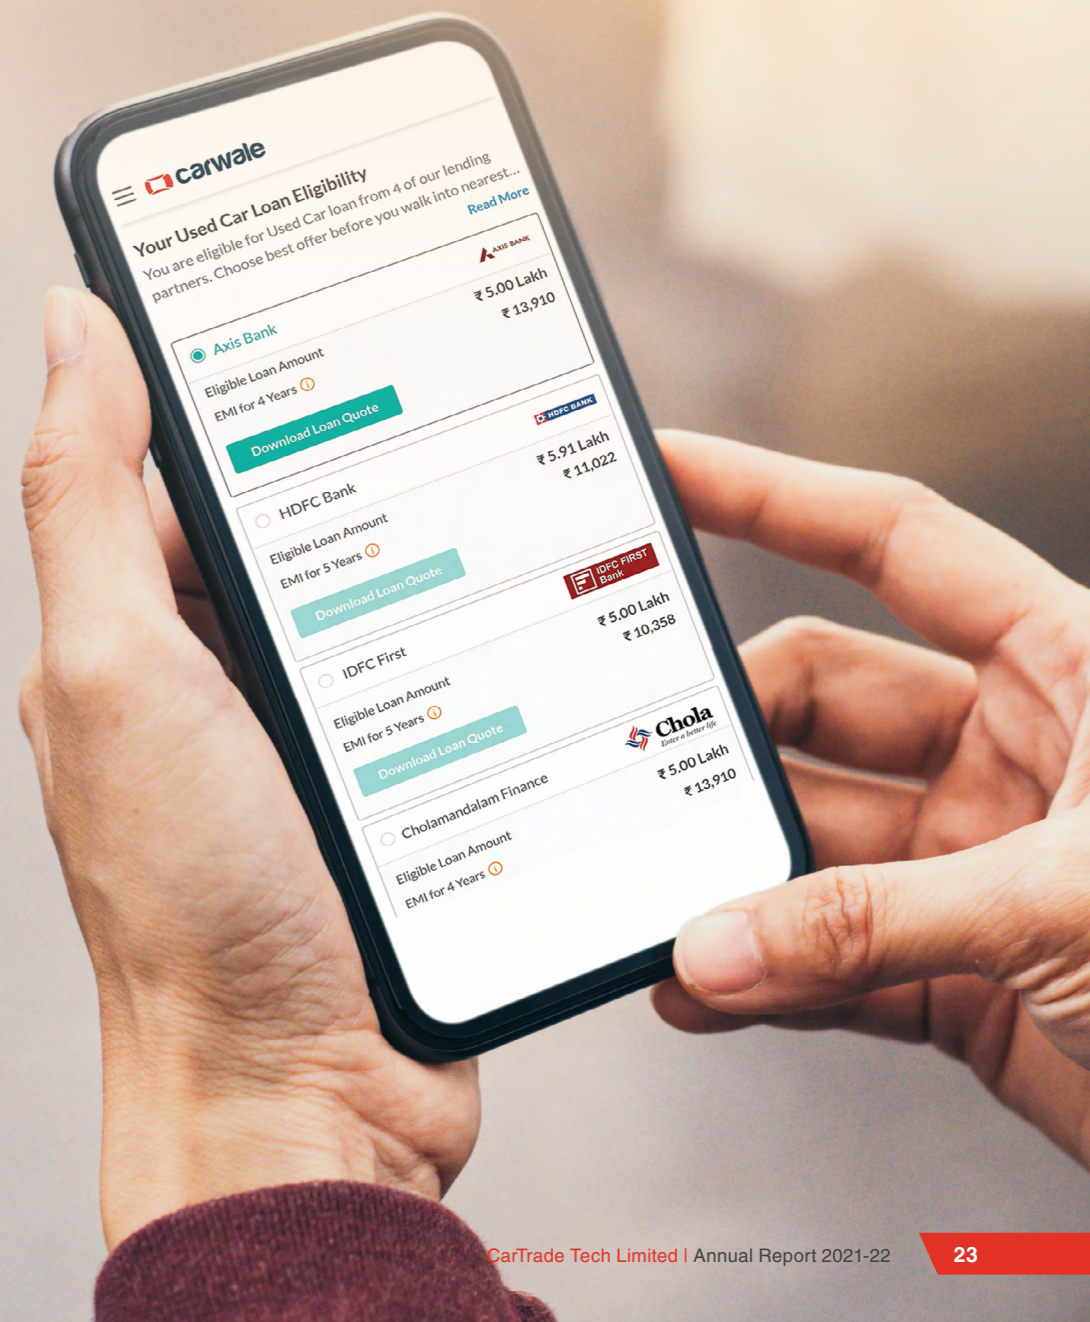 carwale
Your Used Car Loan Eligibility
You are eligible for Used Car loan from 4 of our lending
partners. Choose best offer before you walk into nearest...
Read More
AXIS BANK
Axis Bank
Eligible Loan Amount ₹ 5.00 Lakh
EMI for 4 Years ₹ 13,910
Download Loan Quote
HDFC BANK
HDFC Bank
Eligible Loan Amount ₹ 5.91 Lakh
EMI for 5 Years ₹ 11,022
Download Loan Quote
IDFC FIRST
Bank
IDFC First
Eligible Loan Amount ₹ 5.00 Lakh
EMI for 5 Years ₹ 10,358
Download Loan Quote
Chola
Enter a better life
Cholamandalam Finance
Eligible Loan Amount ₹ 5.00 Lakh
EMI for 4 Years ₹ 13,910
CarTrade Tech Limited | Annual Report 2021-22 23